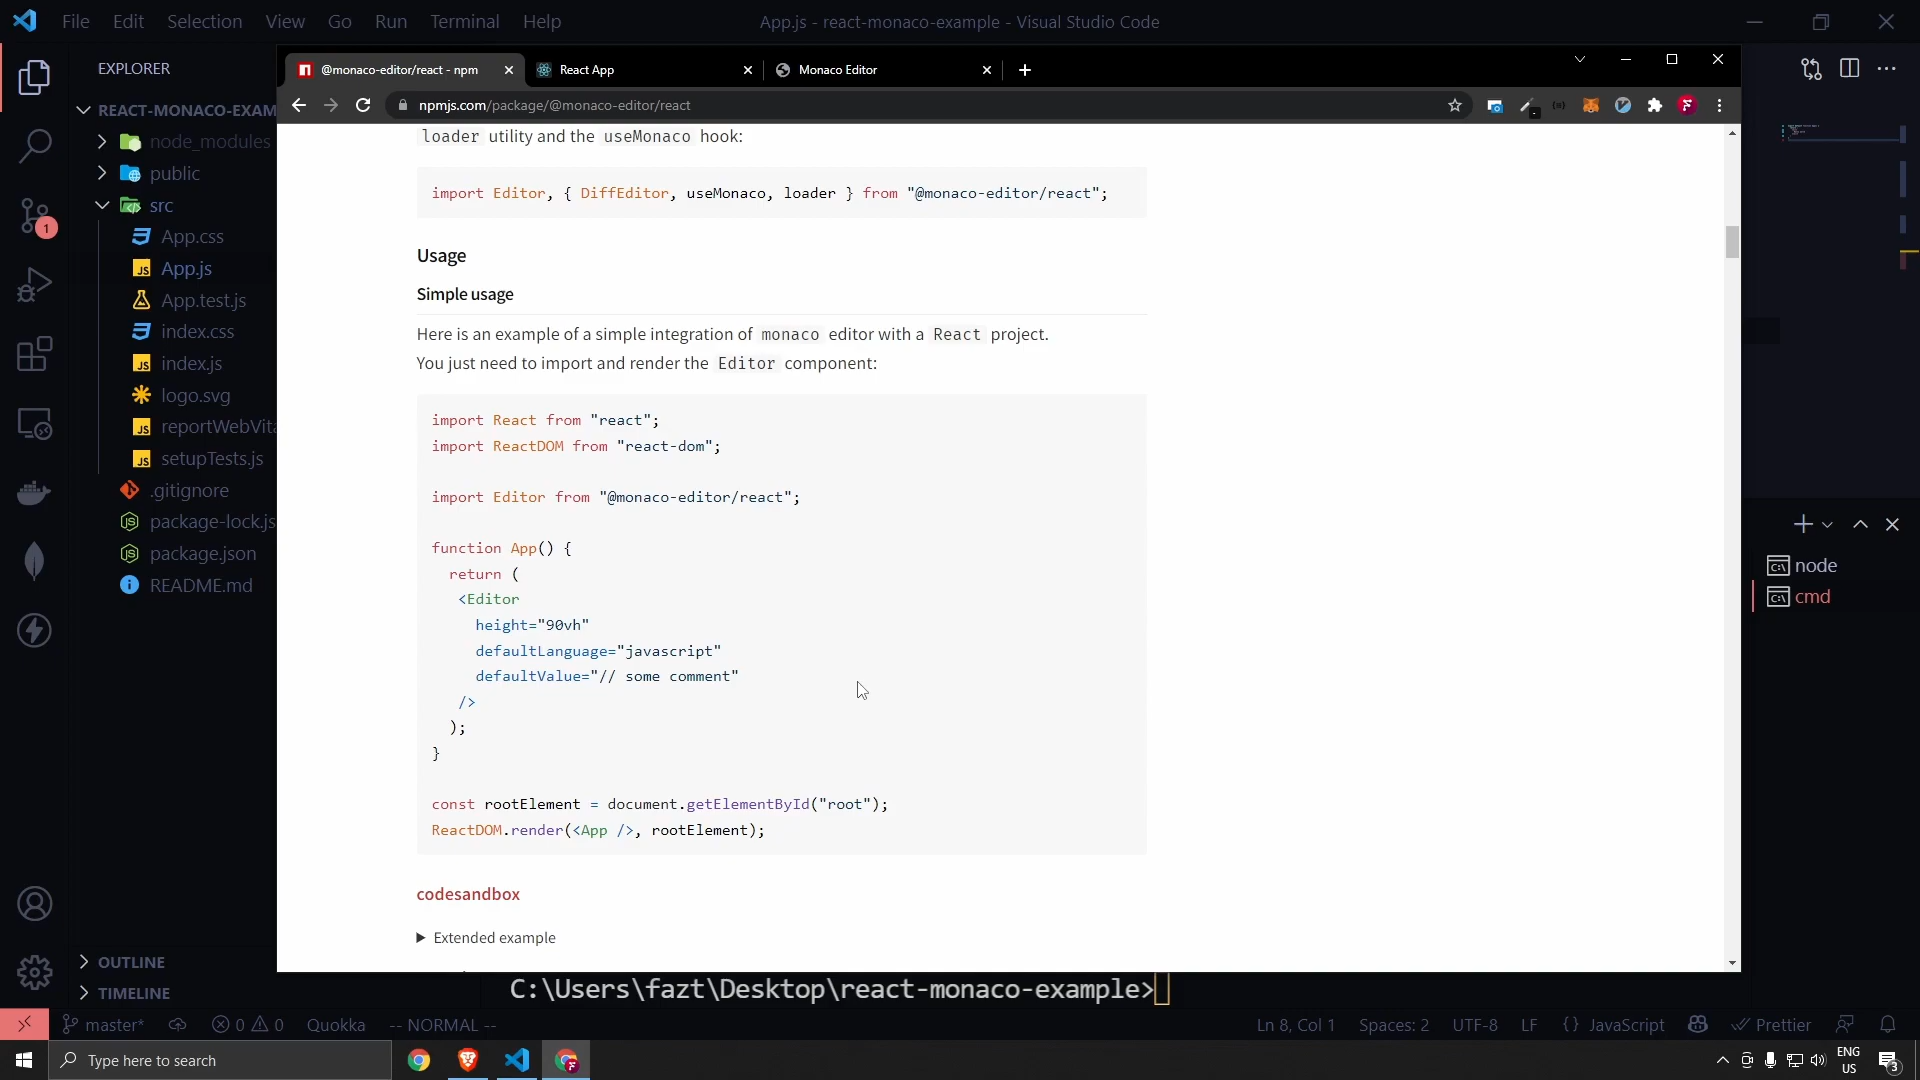 File Edit Selection View Go Run Terminal Help
App.js - react-monaco-example - Visual Studio Code
EXPLORER
REACT-MONACO-EXAM
node_modules
public
src
App.css
App.js
App.test.js
index.css
index.js
logo.svg
reportWebVita
setupTests.js
.gitignore
package-lock.js
package.json
README.md
OUTLINE
TIMELINE
@monaco-editor/react - npm
React App
Monaco Editor
npmjs.com/package/@monaco-editor/react
loader utility and the useMonaco hook:
import Editor, { DiffEditor, useMonaco, loader } from "@monaco-editor/react";
Usage
Simple usage
Here is an example of a simple integration of monaco editor with a React project.
You just need to import and render the Editor component:
import React from "react";
import ReactDOM from "react-dom";
import Editor from "@monaco-editor/react";
function App() {
return (
<Editor
height="90vh"
defaultLanguage="javascript"
defaultValue="// some comment"
/>
);
}
const rootElement = document.getElementById("root");
ReactDOM.render(<App />, rootElement);
codesandbox
Extended example
node
cmd
C:\Users\fazt\Desktop\react-monaco-example>
1
master* 0 0 Quokka -- NORMAL --
Ln 8, Col 1 Spaces: 2 UTF-8 LF {} JavaScript Prettier
Type here to search
ENG
US
3